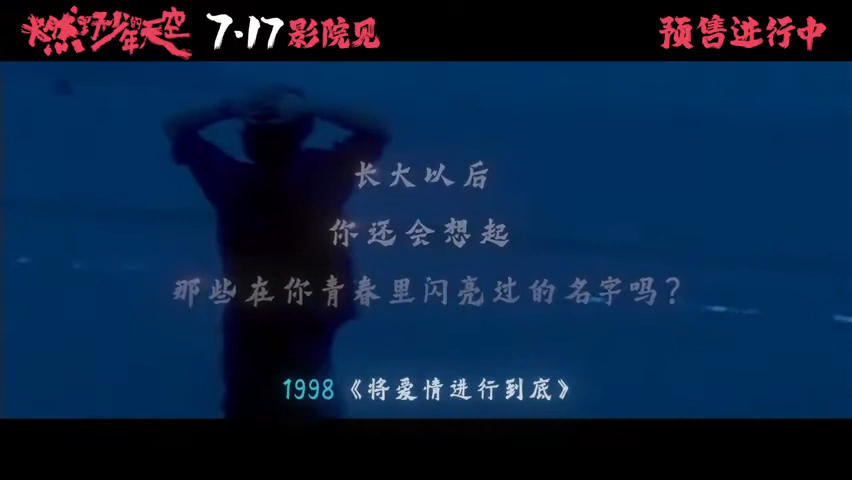 燃野少年的天空
7·17影院见
预售进行中
长大以后
你还会想起
那些在你青春里闪亮过的名字吗？
1998《将爱情进行到底》